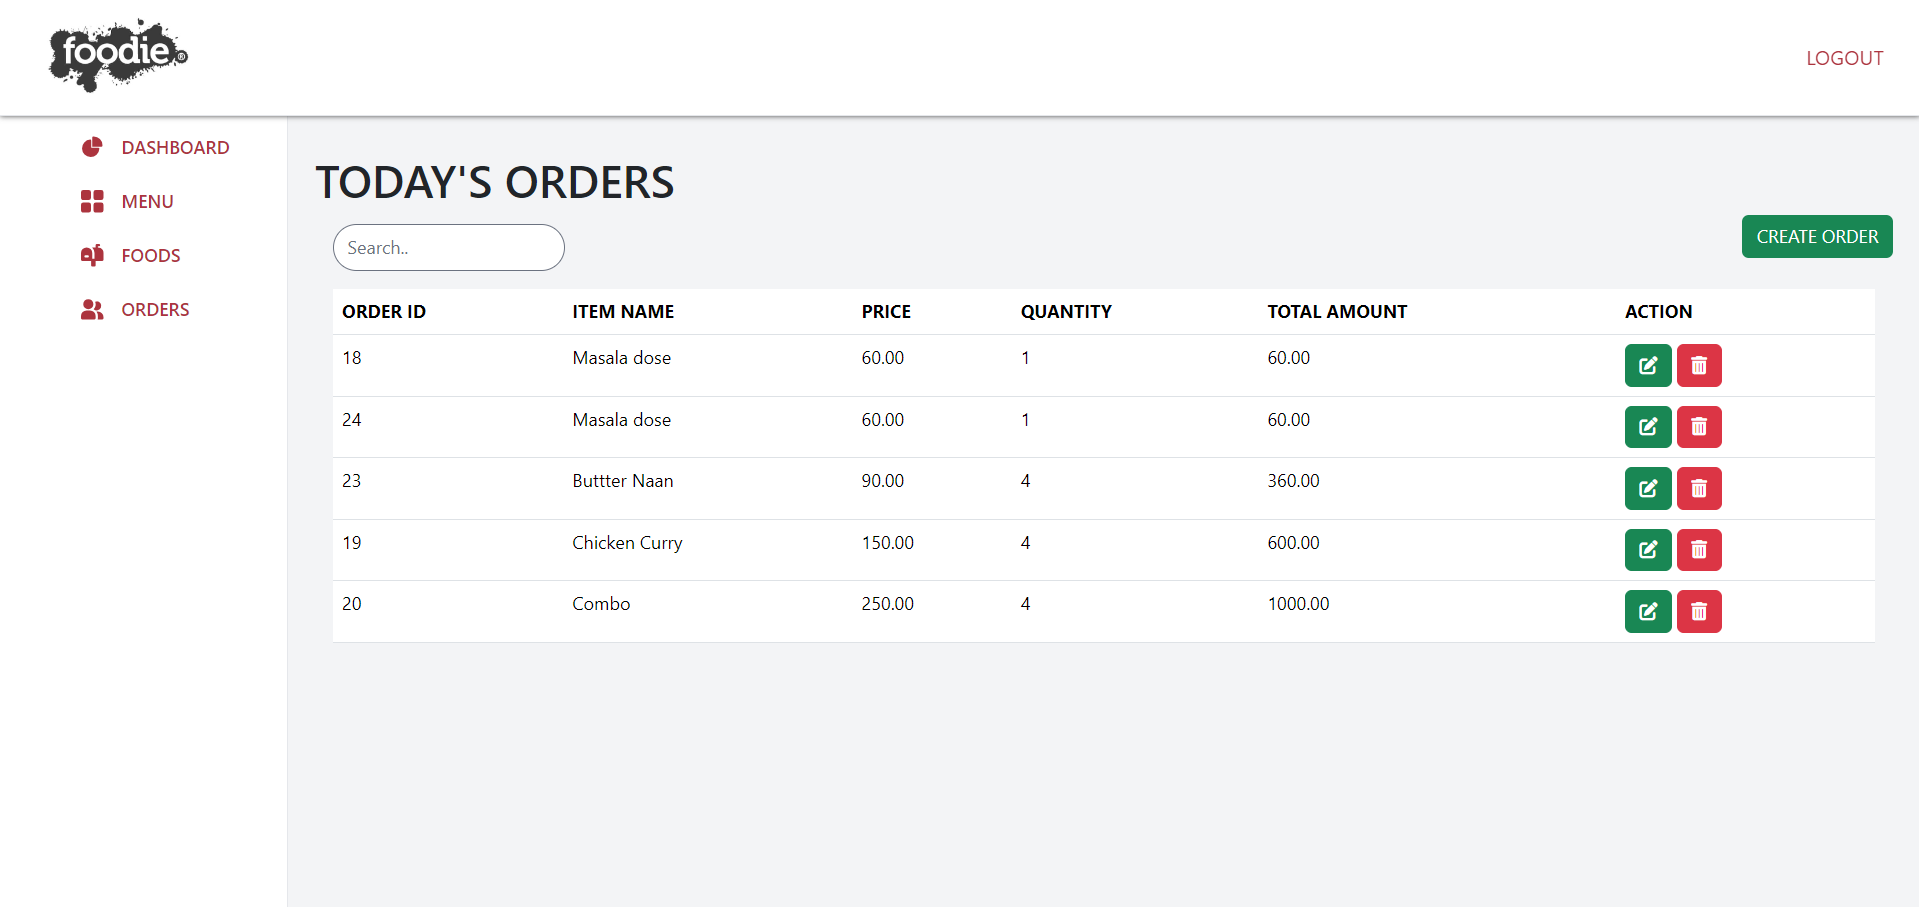 foodie®
LOGOUT
DASHBOARD
MENU
FOODS
ORDERS
TODAY'S ORDERS
Search..
CREATE ORDER
ORDER ID ITEM NAME PRICE QUANTITY TOTAL AMOUNT ACTION
18 Masala dose 60.00 1 60.00
24 Masala dose 60.00 1 60.00
23 Buttter Naan 90.00 4 360.00
19 Chicken Curry 150.00 4 600.00
20 Combo 250.00 4 1000.00